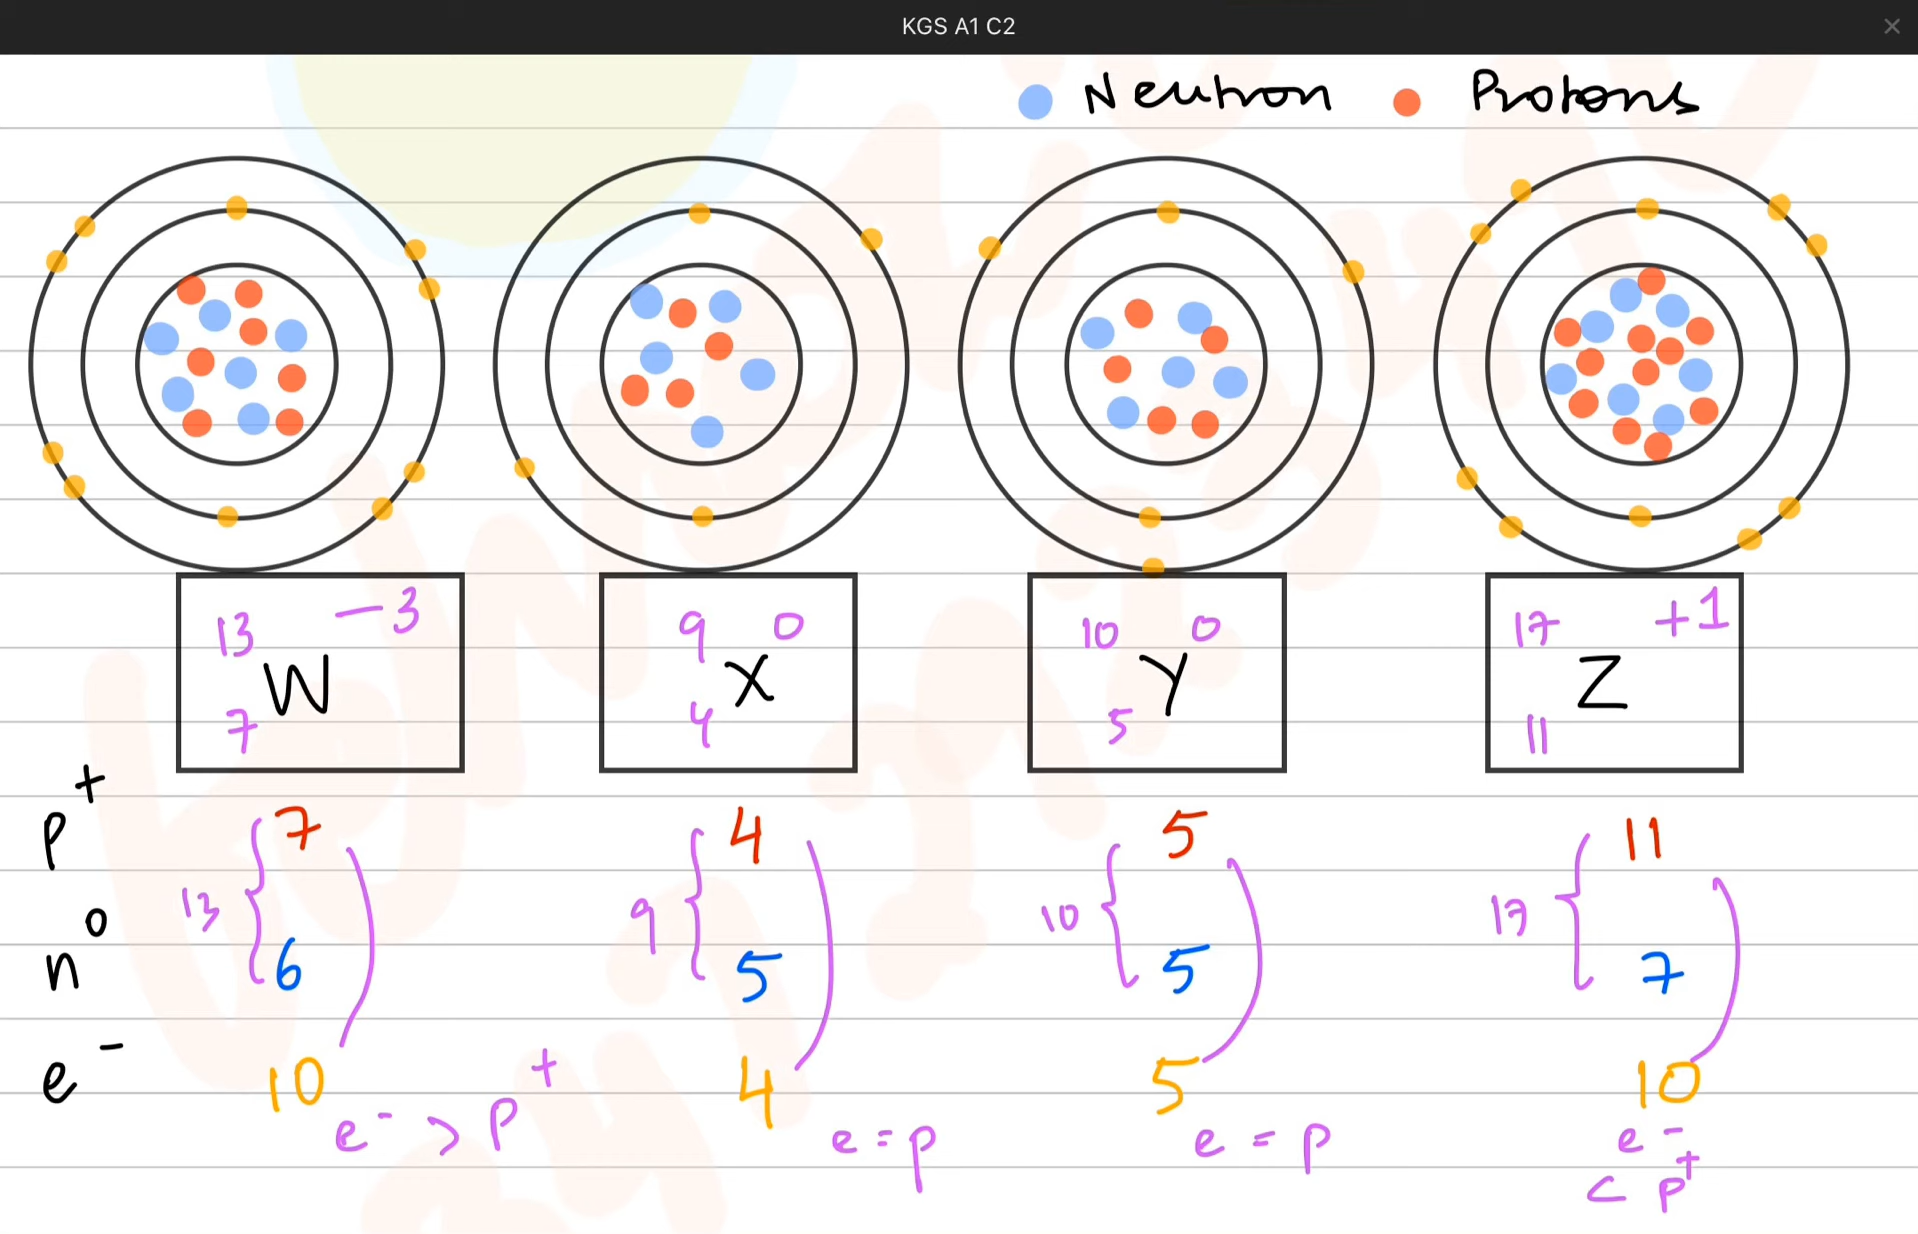 KGS A1 C2
Neutron Protons
13 -3 9 0 10 0 17 +1
W X Y Z
7 4 5 11
p+ 7 4 5 11
13 9 10 17
n0 6 5 5 7
e- 10 4 5 10
e- > p+ e = p e = p e-
< p+